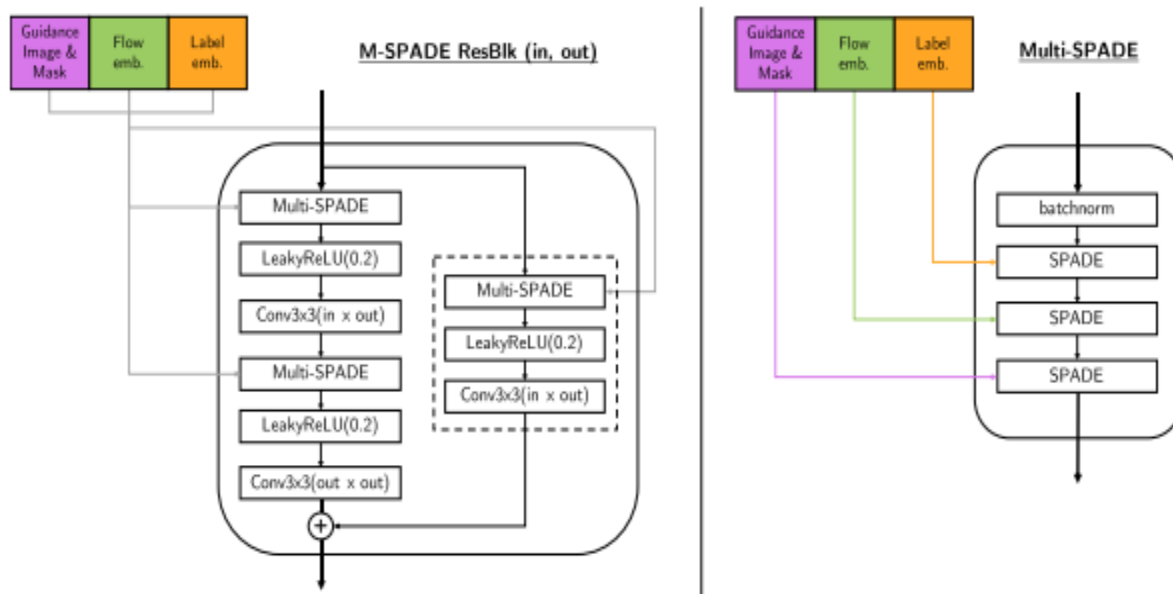 Guidance
Image &
Mask
Flow
emb.
Label
emb.
M-SPADE ResBlk (in, out)
Multi-SPADE
LeakyReLU(0.2)
Conv3x3(in x out)
Multi-SPADE
LeakyReLU(0.2)
Conv3x3(out x out)
+
Multi-SPADE
LeakyReLU(0.2)
Conv3x3(in x out)
Guidance
Image &
Mask
Flow
emb.
Label
emb.
Multi-SPADE
batchnorm
SPADE
SPADE
SPADE